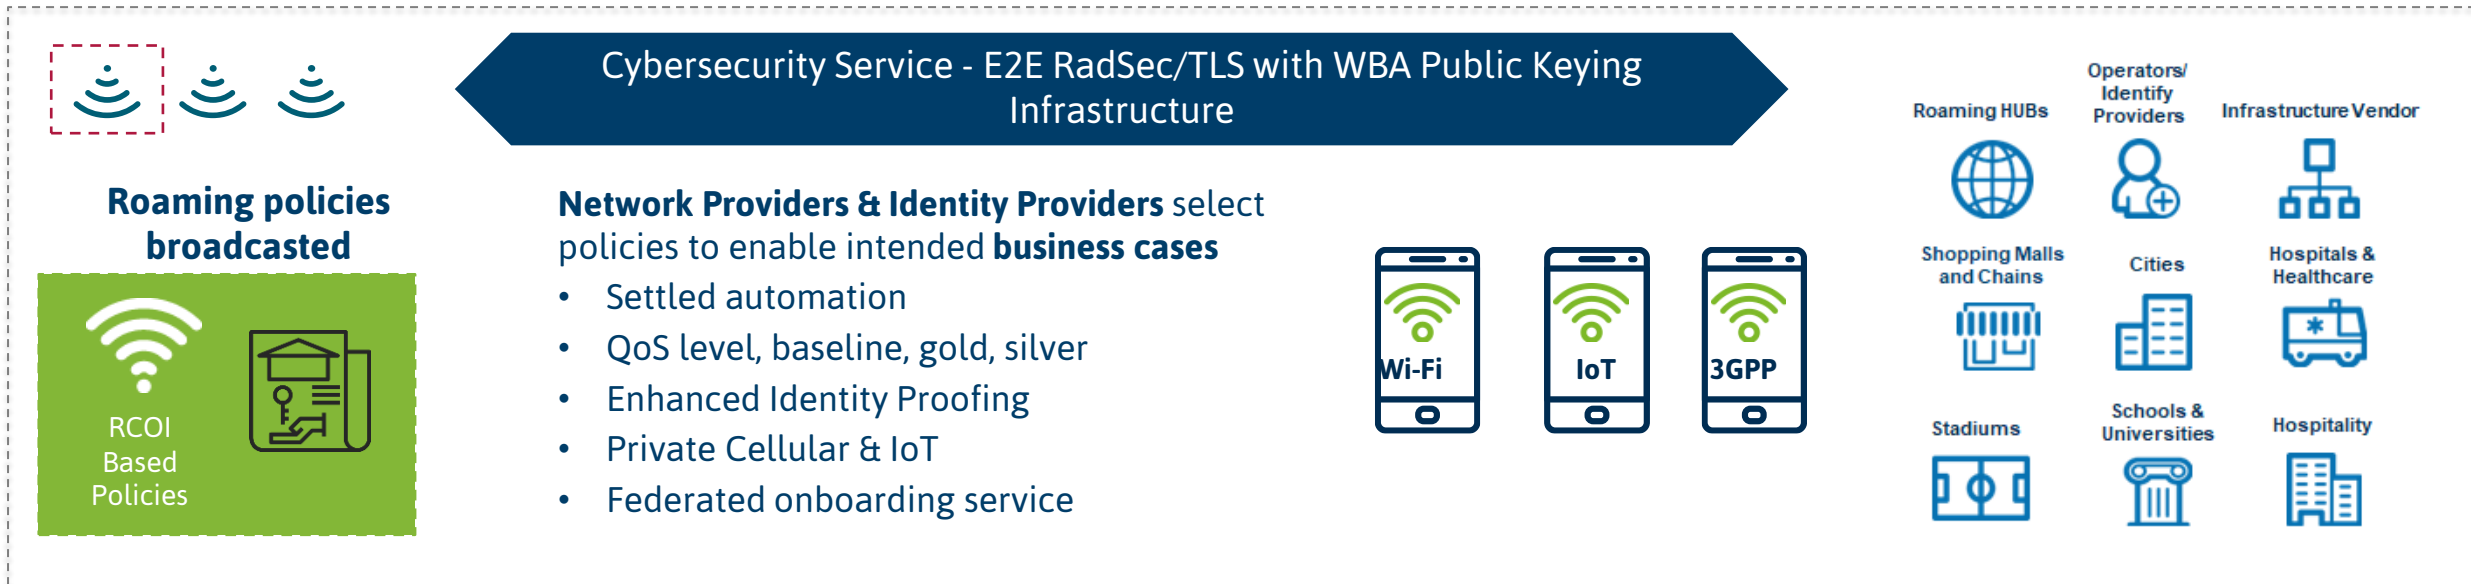 Cybersecurity Service - E2E RadSec/TLS with WBA Public Keying
Infrastructure
Roaming policies
broadcasted
RCOI
Based
Policies
Network Providers & Identity Providers select
policies to enable intended business cases
• Settled automation
• QoS level, baseline, gold, silver
• Enhanced Identity Proofing
• Private Cellular & IoT
• Federated onboarding service
Wi-Fi
IoT
3GPP
Roaming HUBs
Operators/
Identify
Providers
Infrastructure Vendor
Shopping Malls
and Chains
Cities
Hospitals &
Healthcare
Stadiums
Schools &
Universities
Hospitality